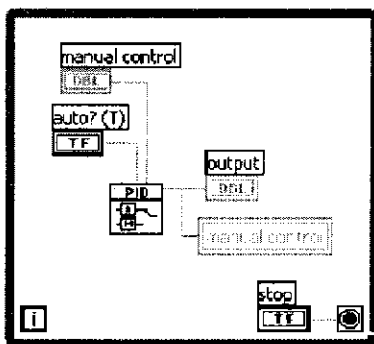 manual control
DBL
auto? (T)
TF
PID
output
DBL
manual control
stop
TF
i